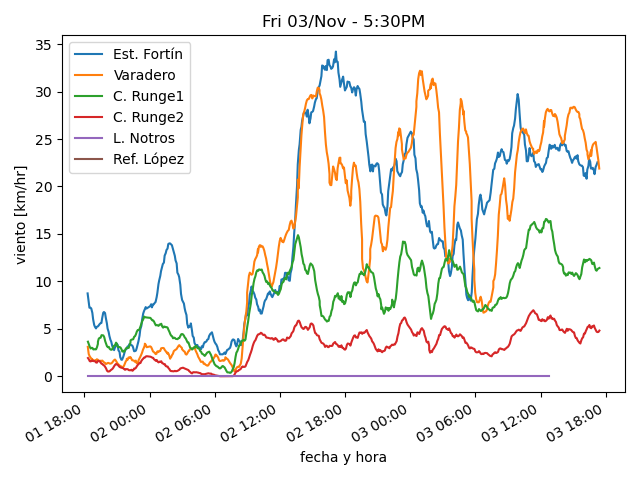 Fri 03/Nov - 5:30PM
Est. Fortín
Varadero
C. Runge1
C. Runge2
L. Notros
Ref. López
viento [km/hr]
35
30
25
20
15
10
5
0
01 18:00
02 00:00
02 06:00
02 12:00
02 18:00
03 00:00
03 06:00
03 12:00
03 18:00
fecha y hora